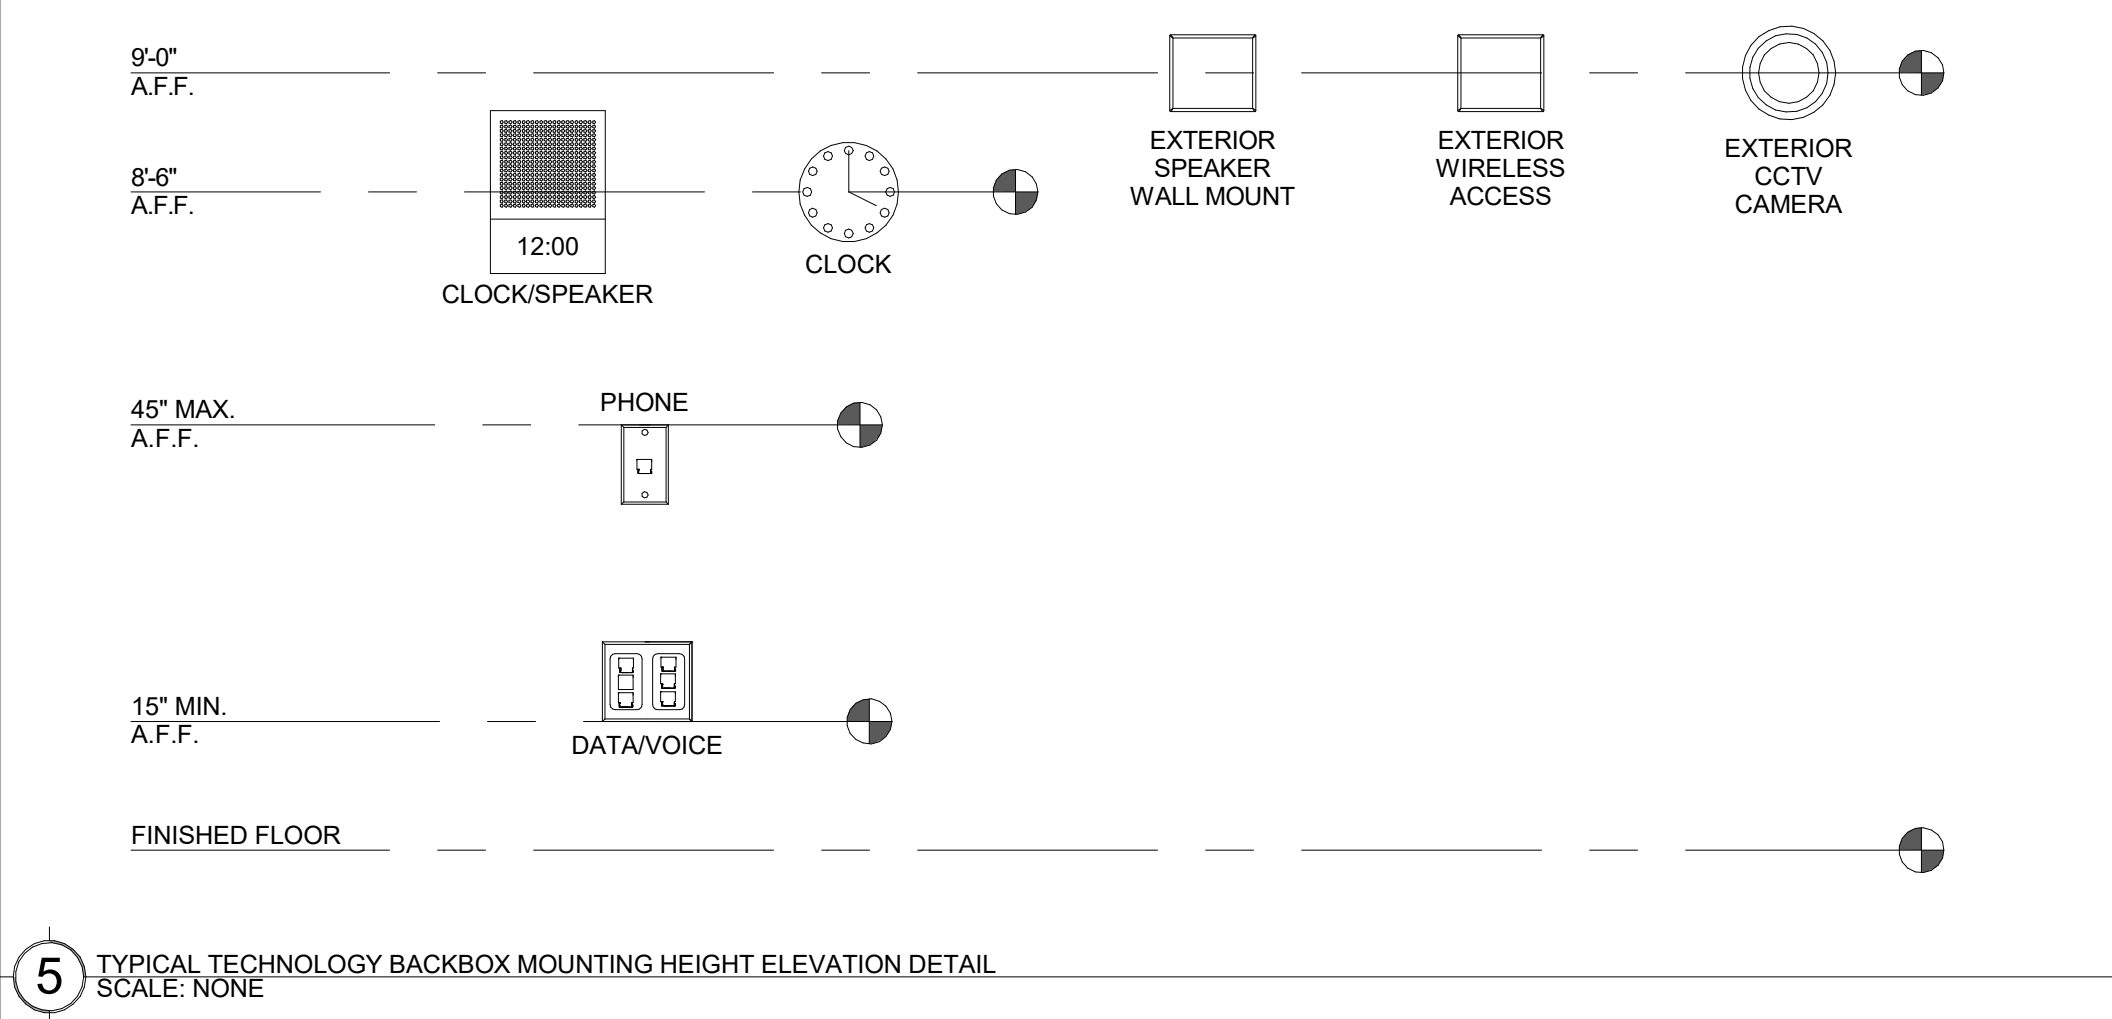 9'-0"
A.F.F.
EXTERIOR
SPEAKER
WALL MOUNT
EXTERIOR
WIRELESS
ACCESS
EXTERIOR
CCTV
CAMERA
8'-6"
A.F.F.
12:00
CLOCK/SPEAKER
CLOCK
45" MAX.
A.F.F.
PHONE
15" MIN.
A.F.F.
DATA/VOICE
FINISHED FLOOR
5
TYPICAL TECHNOLOGY BACKBOX MOUNTING HEIGHT ELEVATION DETAIL
SCALE: NONE